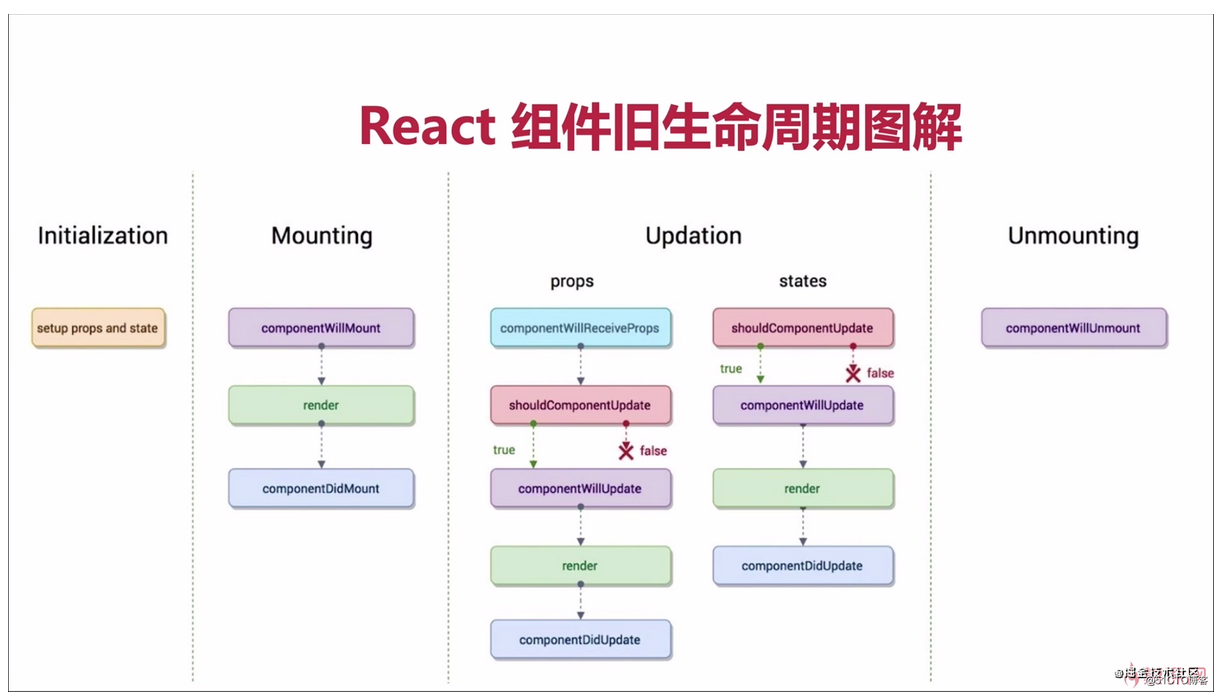 React 组件旧生命周期图解
Initialization
Mounting
Updation
Unmounting
props
states
setup props and state
componentWillMount
render
componentDidMount
componentWillReceiveProps
shouldComponentUpdate
true
false
componentWillUpdate
render
componentDidUpdate
shouldComponentUpdate
true
false
componentWillUpdate
render
componentDidUpdate
componentWillUnmount
@掘金技术社区
@51CTO博客